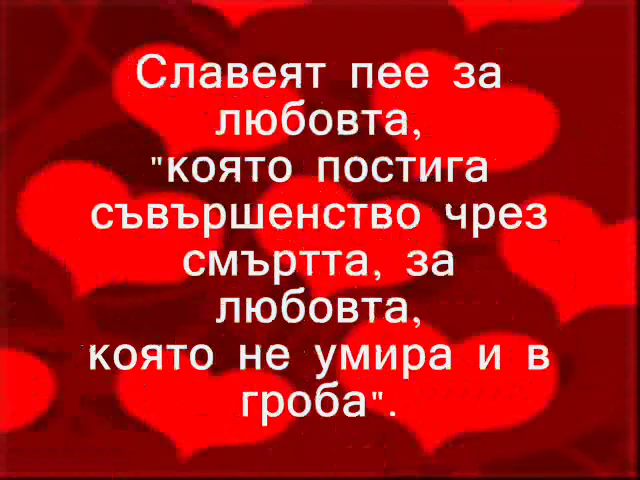 Славеят пее за
любовта,
"която постига
съвършенство чрез
смъртта, за
любовта,
която не умира и в
гроба".